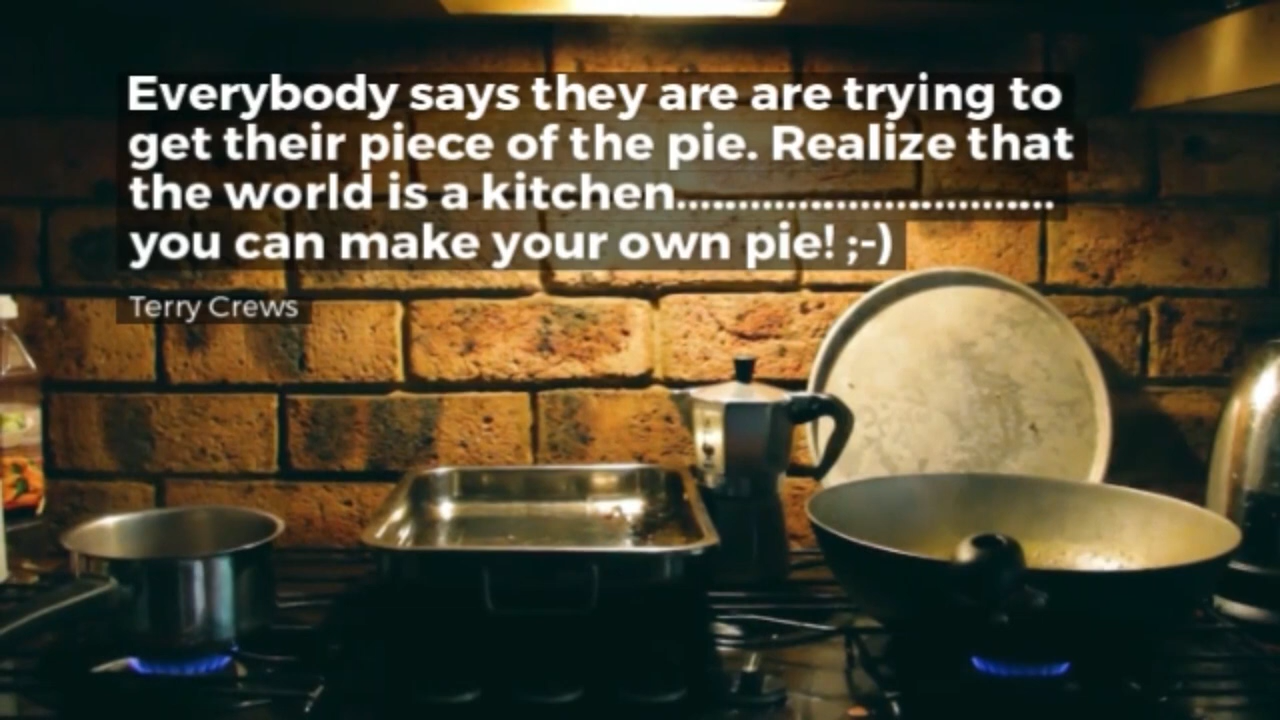 Everybody says they are are trying to
get their piece of the pie. Realize that
the world is a kitchen...............................
you can make your own pie! ;-)
Terry Crews